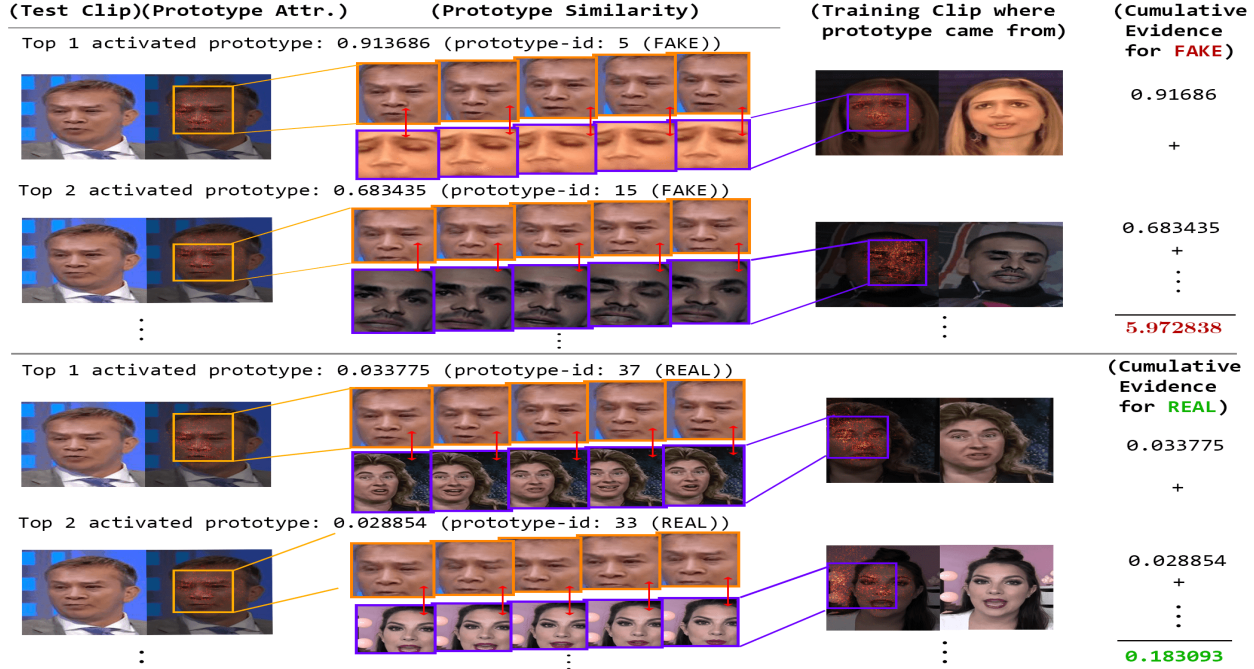 (Test Clip)(Prototype Attr.) (Prototype Similarity) (Training Clip where prototype came from) (Cumulative Evidence for FAKE)
Top 1 activated prototype: 0.913686 (prototype-id: 5 (FAKE))
0.91686
+
Top 2 activated prototype: 0.683435 (prototype-id: 15 (FAKE))
0.683435
+
5.972838
Top 1 activated prototype: 0.033775 (prototype-id: 37 (REAL))
(Cumulative
Evidence
for REAL)
0.033775
+
Top 2 activated prototype: 0.028854 (prototype-id: 33 (REAL))
0.028854
+
0.183093